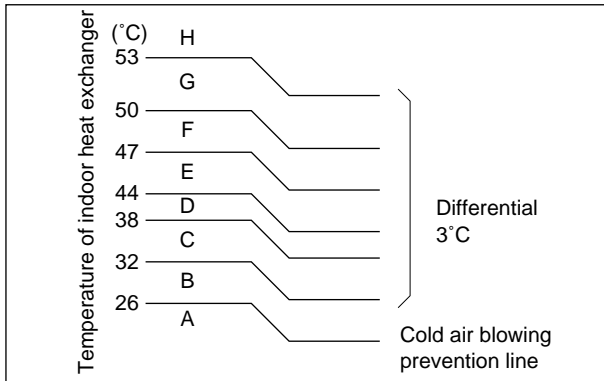 Temperature of indoor heat exchanger
(˚C)
H
53
G
50
F
47
E
44
D
38
C
32
B
26
A
Differential
3˚C
Cold air blowing
prevention line